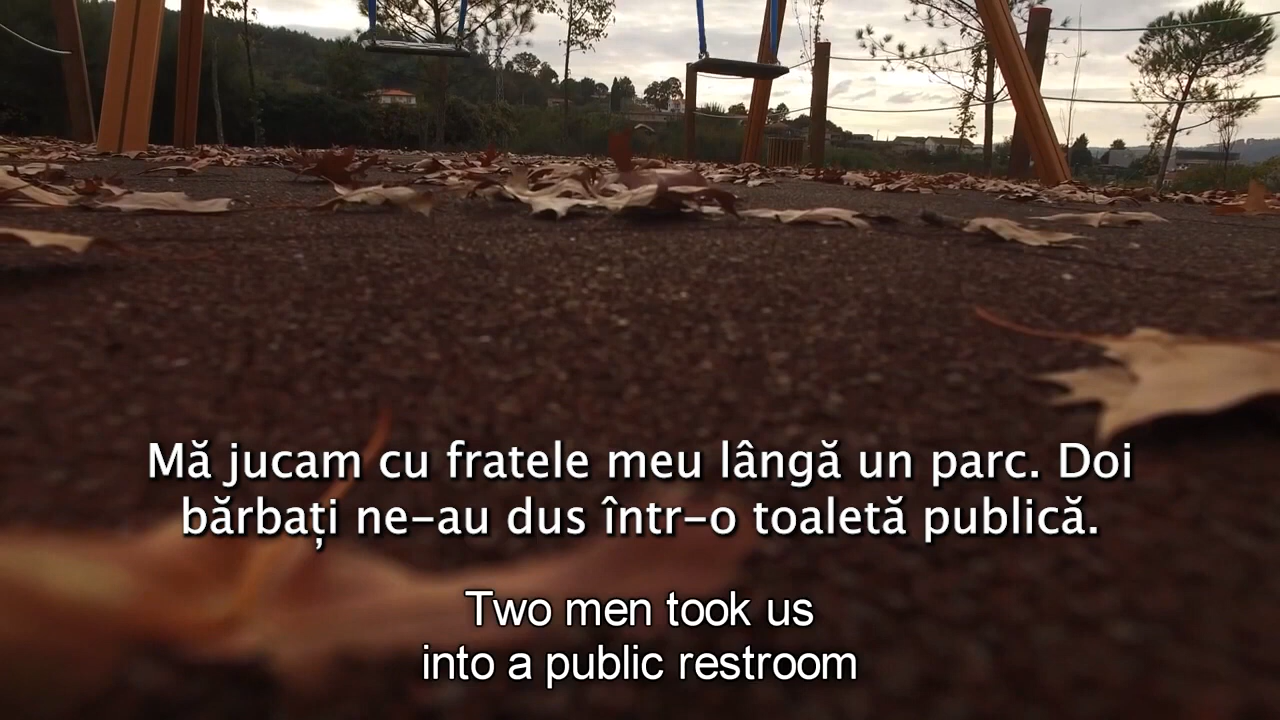 Mă jucam cu fratele meu lângă un parc. Doi
bărbați ne-au dus într-o toaletă publică.
Two men took us
into a public restroom